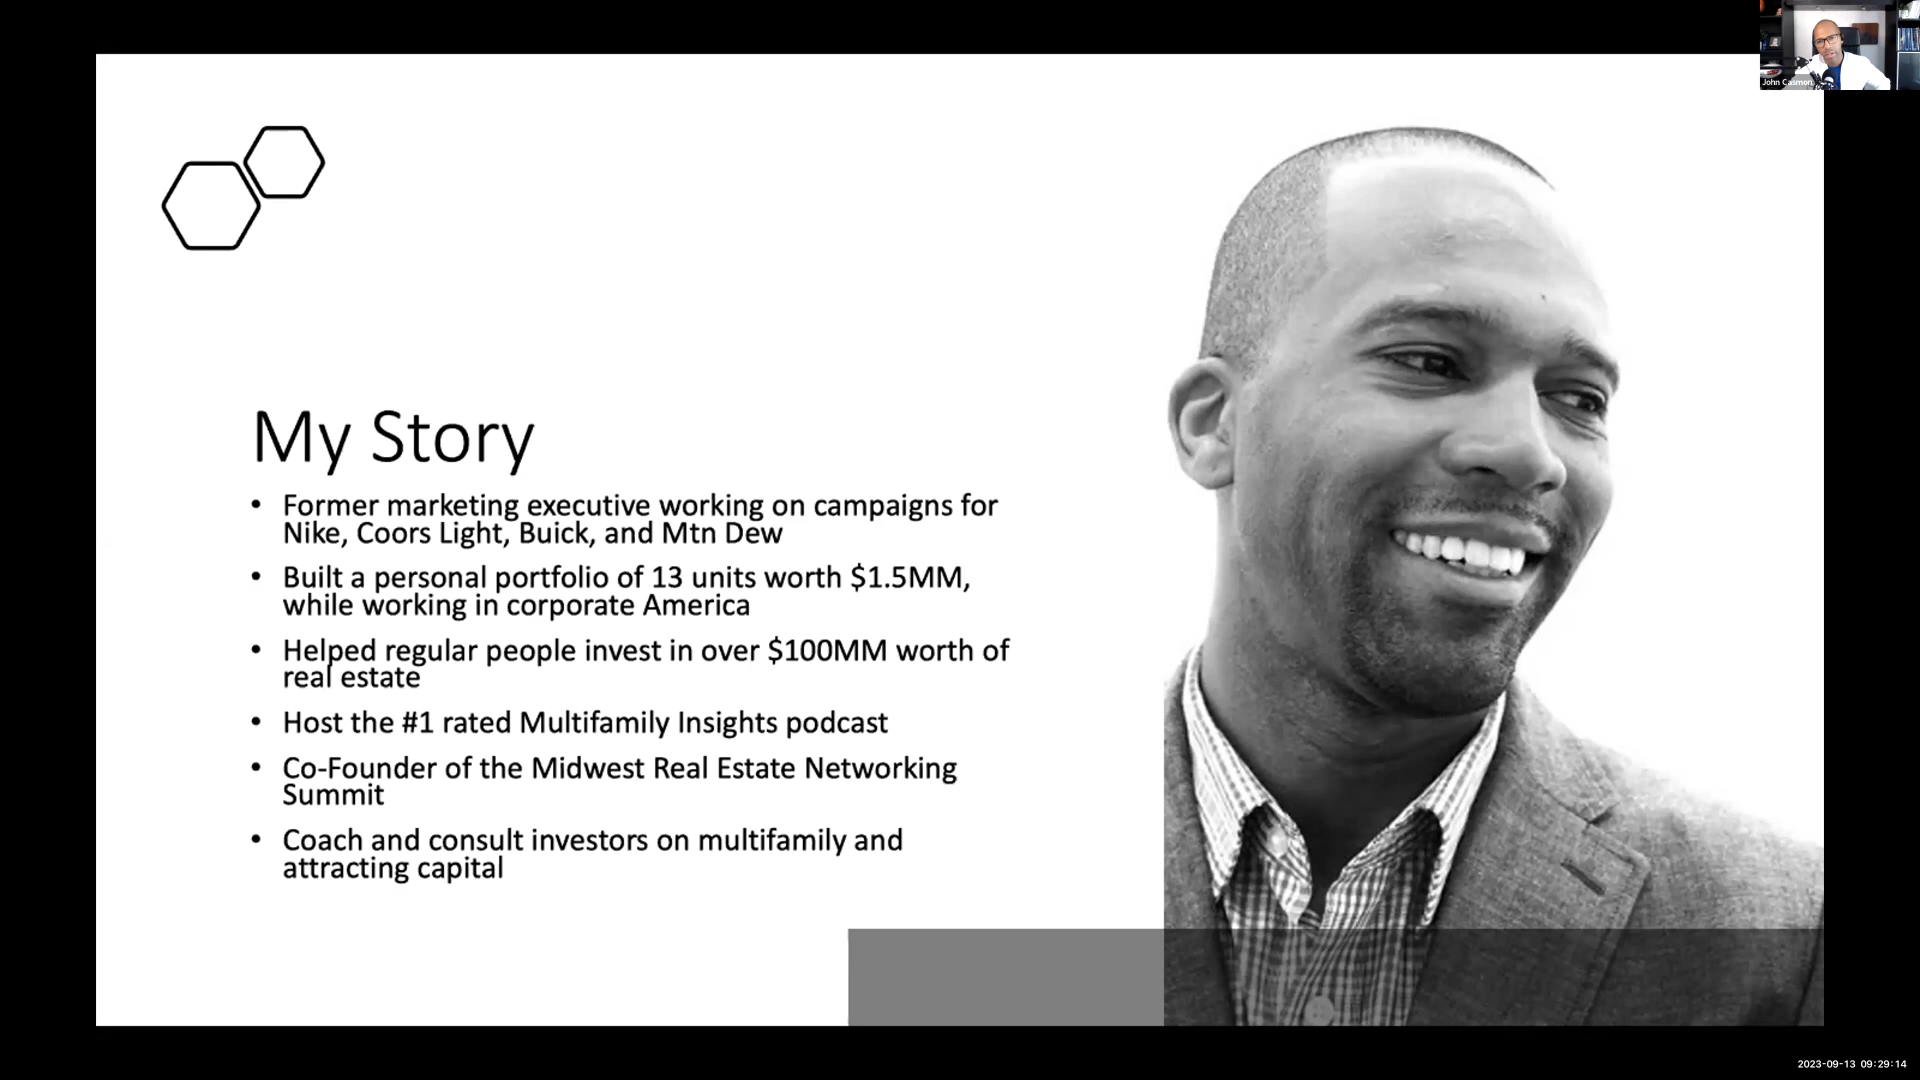 John Casmon
My Story
• Former marketing executive working on campaigns for
Nike, Coors Light, Buick, and Mtn Dew
• Built a personal portfolio of 13 units worth $1.5MM,
while working in corporate America
• Helped regular people invest in over $100MM worth of
real estate
• Host the #1 rated Multifamily Insights podcast
• Co-Founder of the Midwest Real Estate Networking
Summit
• Coach and consult investors on multifamily and
attracting capital
2023-09-13 09:29:14